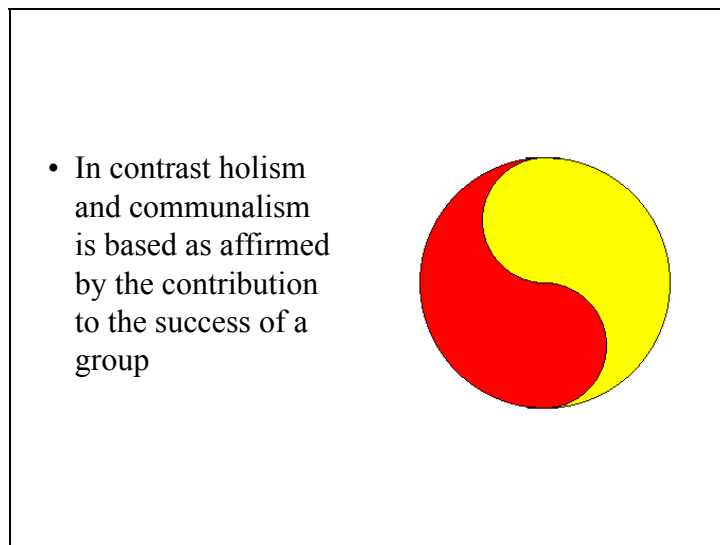 • In contrast holism
and communalism
is based as affirmed
by the contribution
to the success of a
group